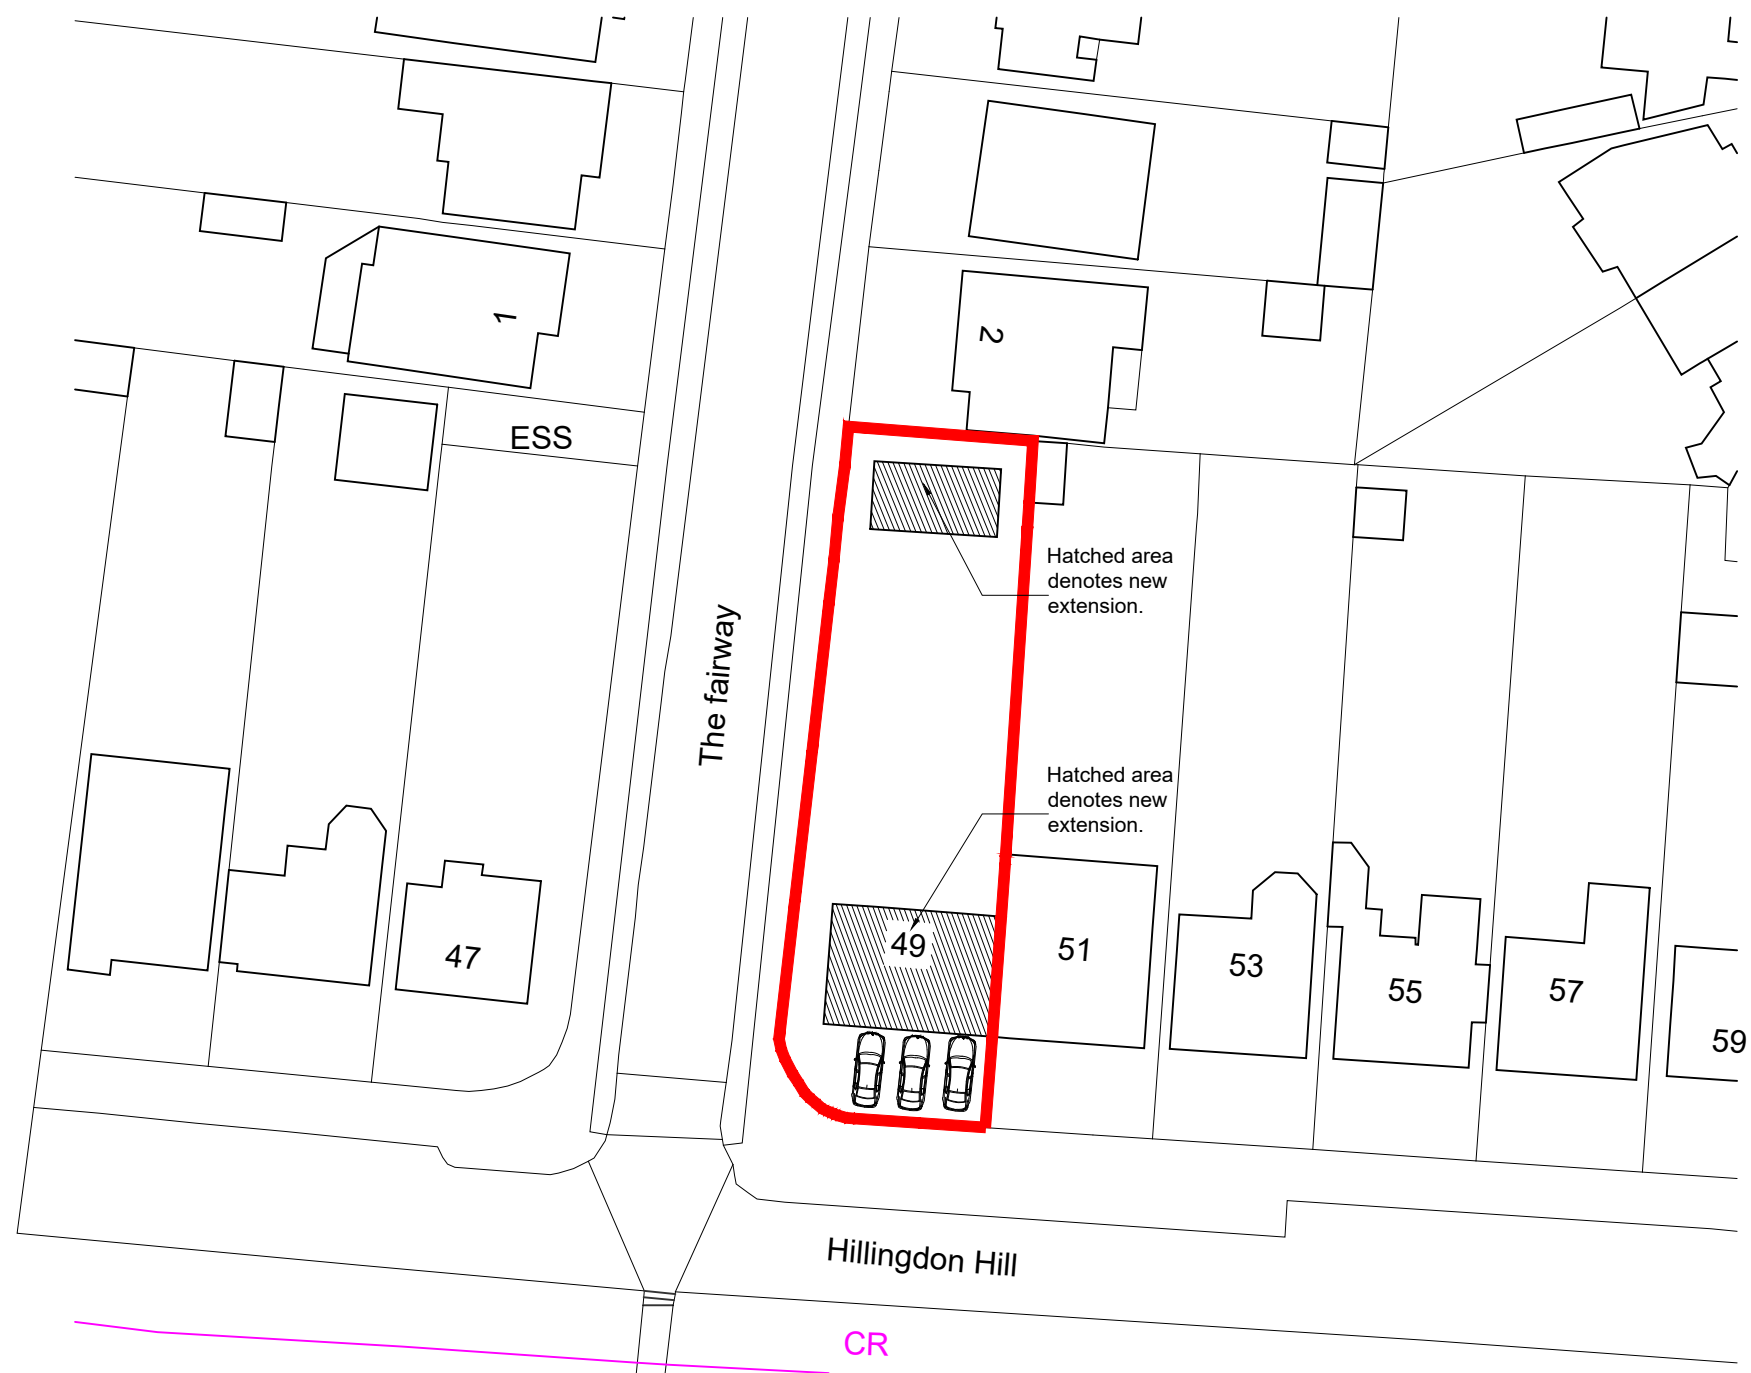 1
2
ESS
Hatched area
denotes new
extension.
The fairway
Hatched area
denotes new
extension.
47
49
51
53
55
57
59
Hillingdon Hill
CR